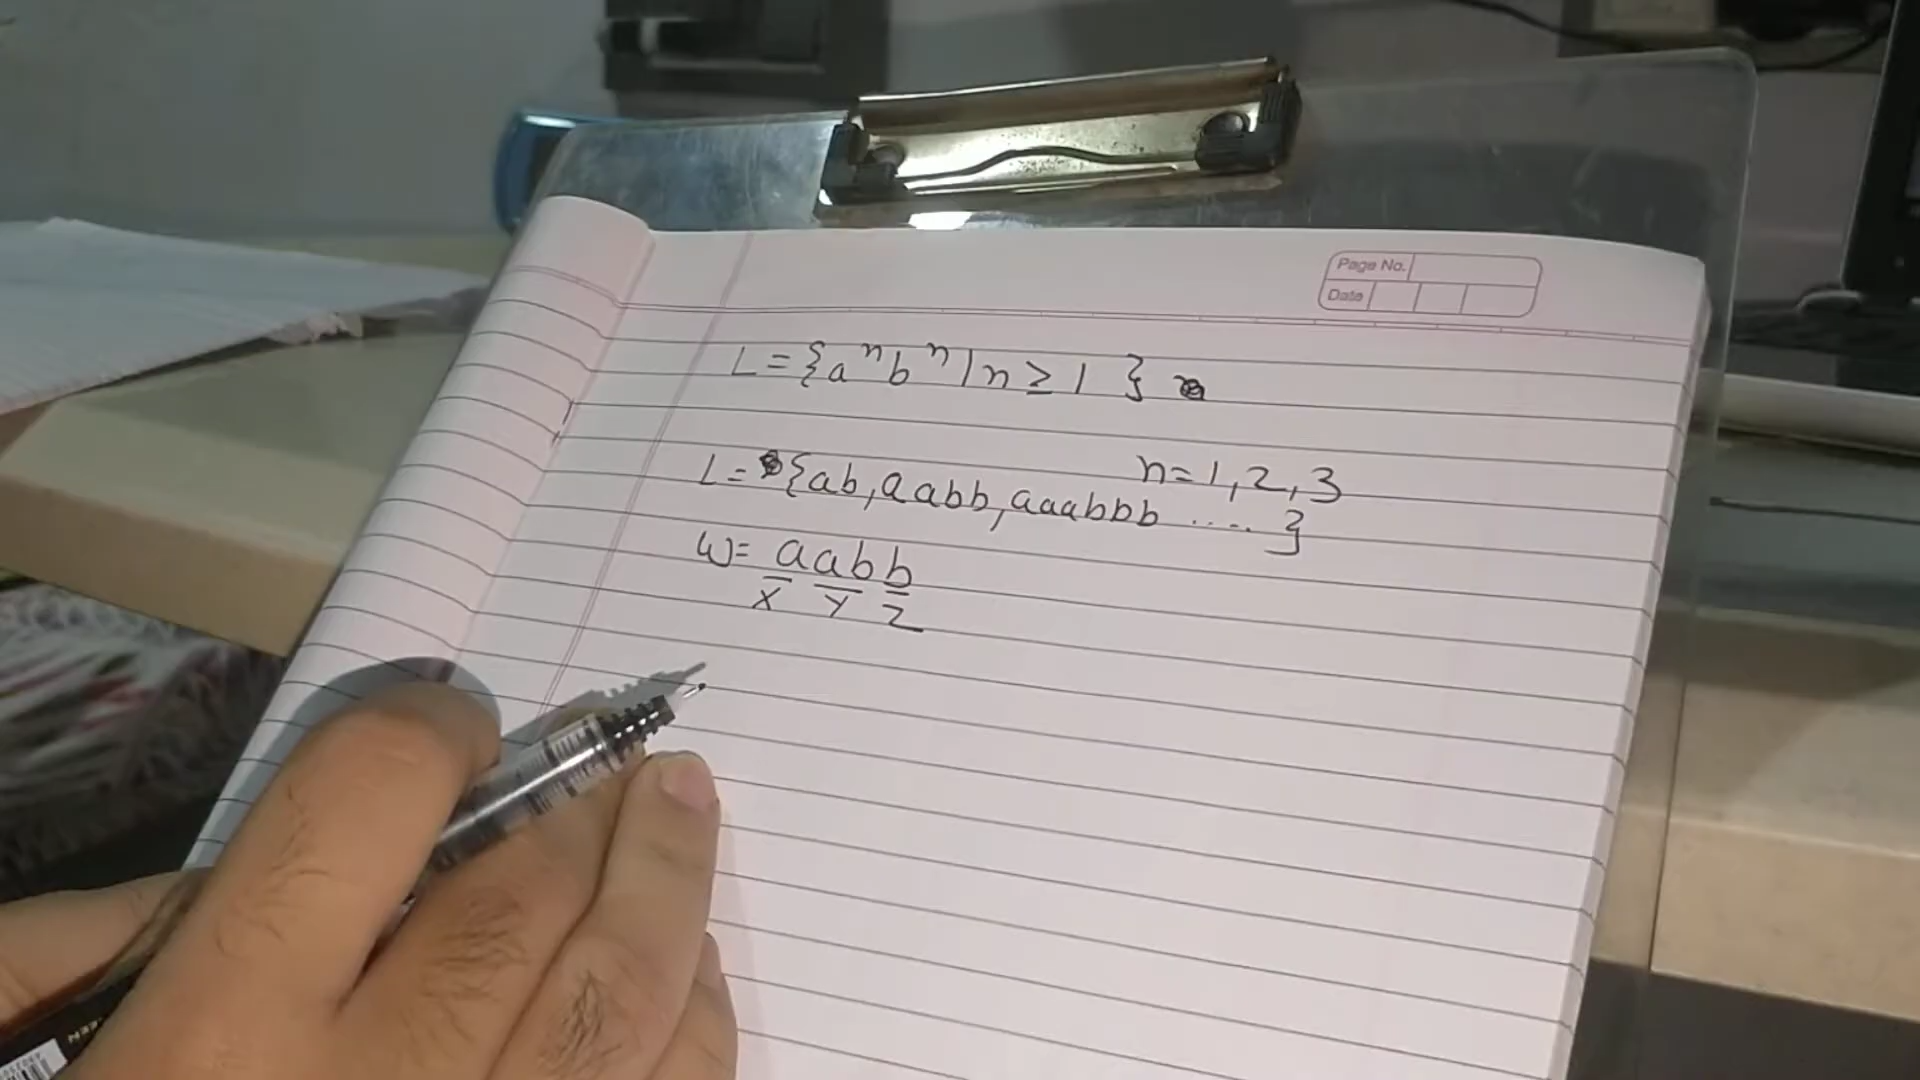 Page No.
Date
L = {aⁿbⁿ | n ≥ 1 }
n = 1, 2, 3
L = {ab, aabb, aaabbb ..... }
W = aabb
X Y Z